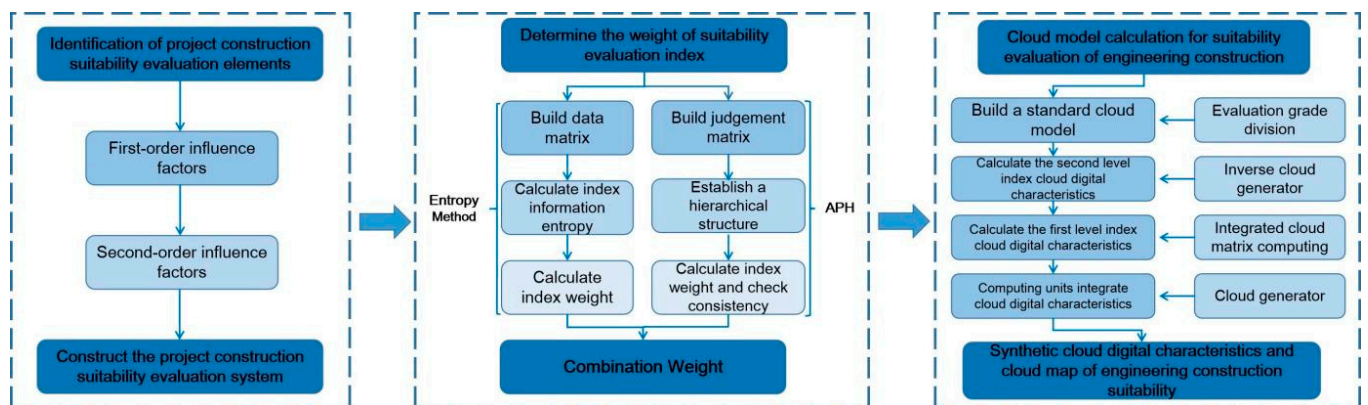 Identification of project construction
suitability evaluation elements
First-order influence
factors
Second-order influence
factors
Construct the project construction
suitability evaluation system
Determine the weight of suitability
evaluation index
Entropy
Method
Build data
matrix
Calculate index
information
entropy
Calculate
index weight
Build judgement
matrix
Establish a
hierarchical
structure
Calculate index
weight and check
consistency
APH
Combination Weight
Cloud model calculation for suitability
evaluation of engineering construction
Build a standard cloud
model
Evaluation grade
division
Calculate the second level
index cloud digital
characteristics
Inverse cloud
generator
Calculate the first level index
cloud digital characteristics
Integrated cloud
matrix computing
Computing units integrate
cloud digital characteristics
Cloud generator
Synthetic cloud digital characteristics and
cloud map of engineering construction
suitability